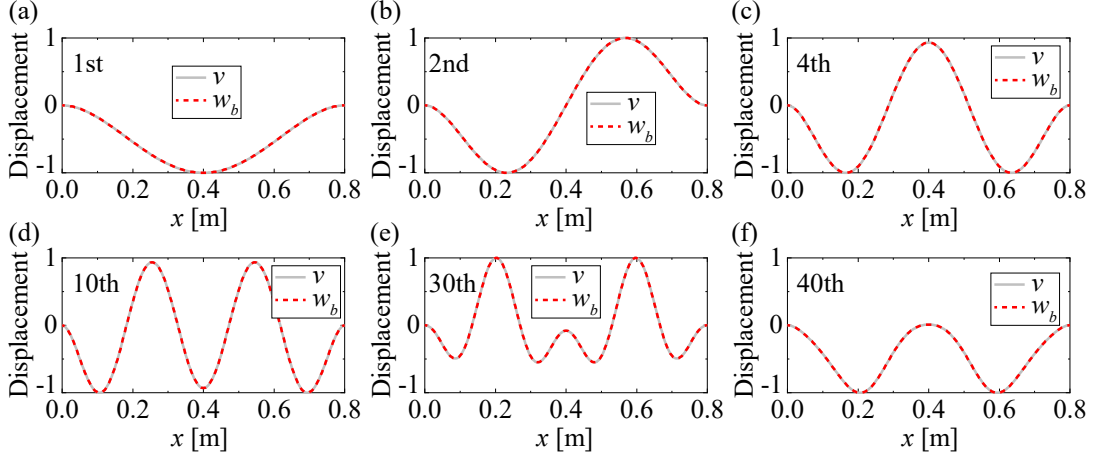 (a)
1
1st
v
w_b
0
-1
Displacement
0.0 0.2 0.4 0.6 0.8
x [m]
(b)
1
2nd
v
w_b
0
-1
Displacement
0.0 0.2 0.4 0.6 0.8
x [m]
(c)
1
4th
v
w_b
0
-1
Displacement
0.0 0.2 0.4 0.6 0.8
x [m]
(d)
1
10th
v
w_b
0
-1
Displacement
0.0 0.2 0.4 0.6 0.8
x [m]
(e)
1
30th
v
w_b
0
-1
Displacement
0.0 0.2 0.4 0.6 0.8
x [m]
(f)
1
40th
v
w_b
0
-1
Displacement
0.0 0.2 0.4 0.6 0.8
x [m]